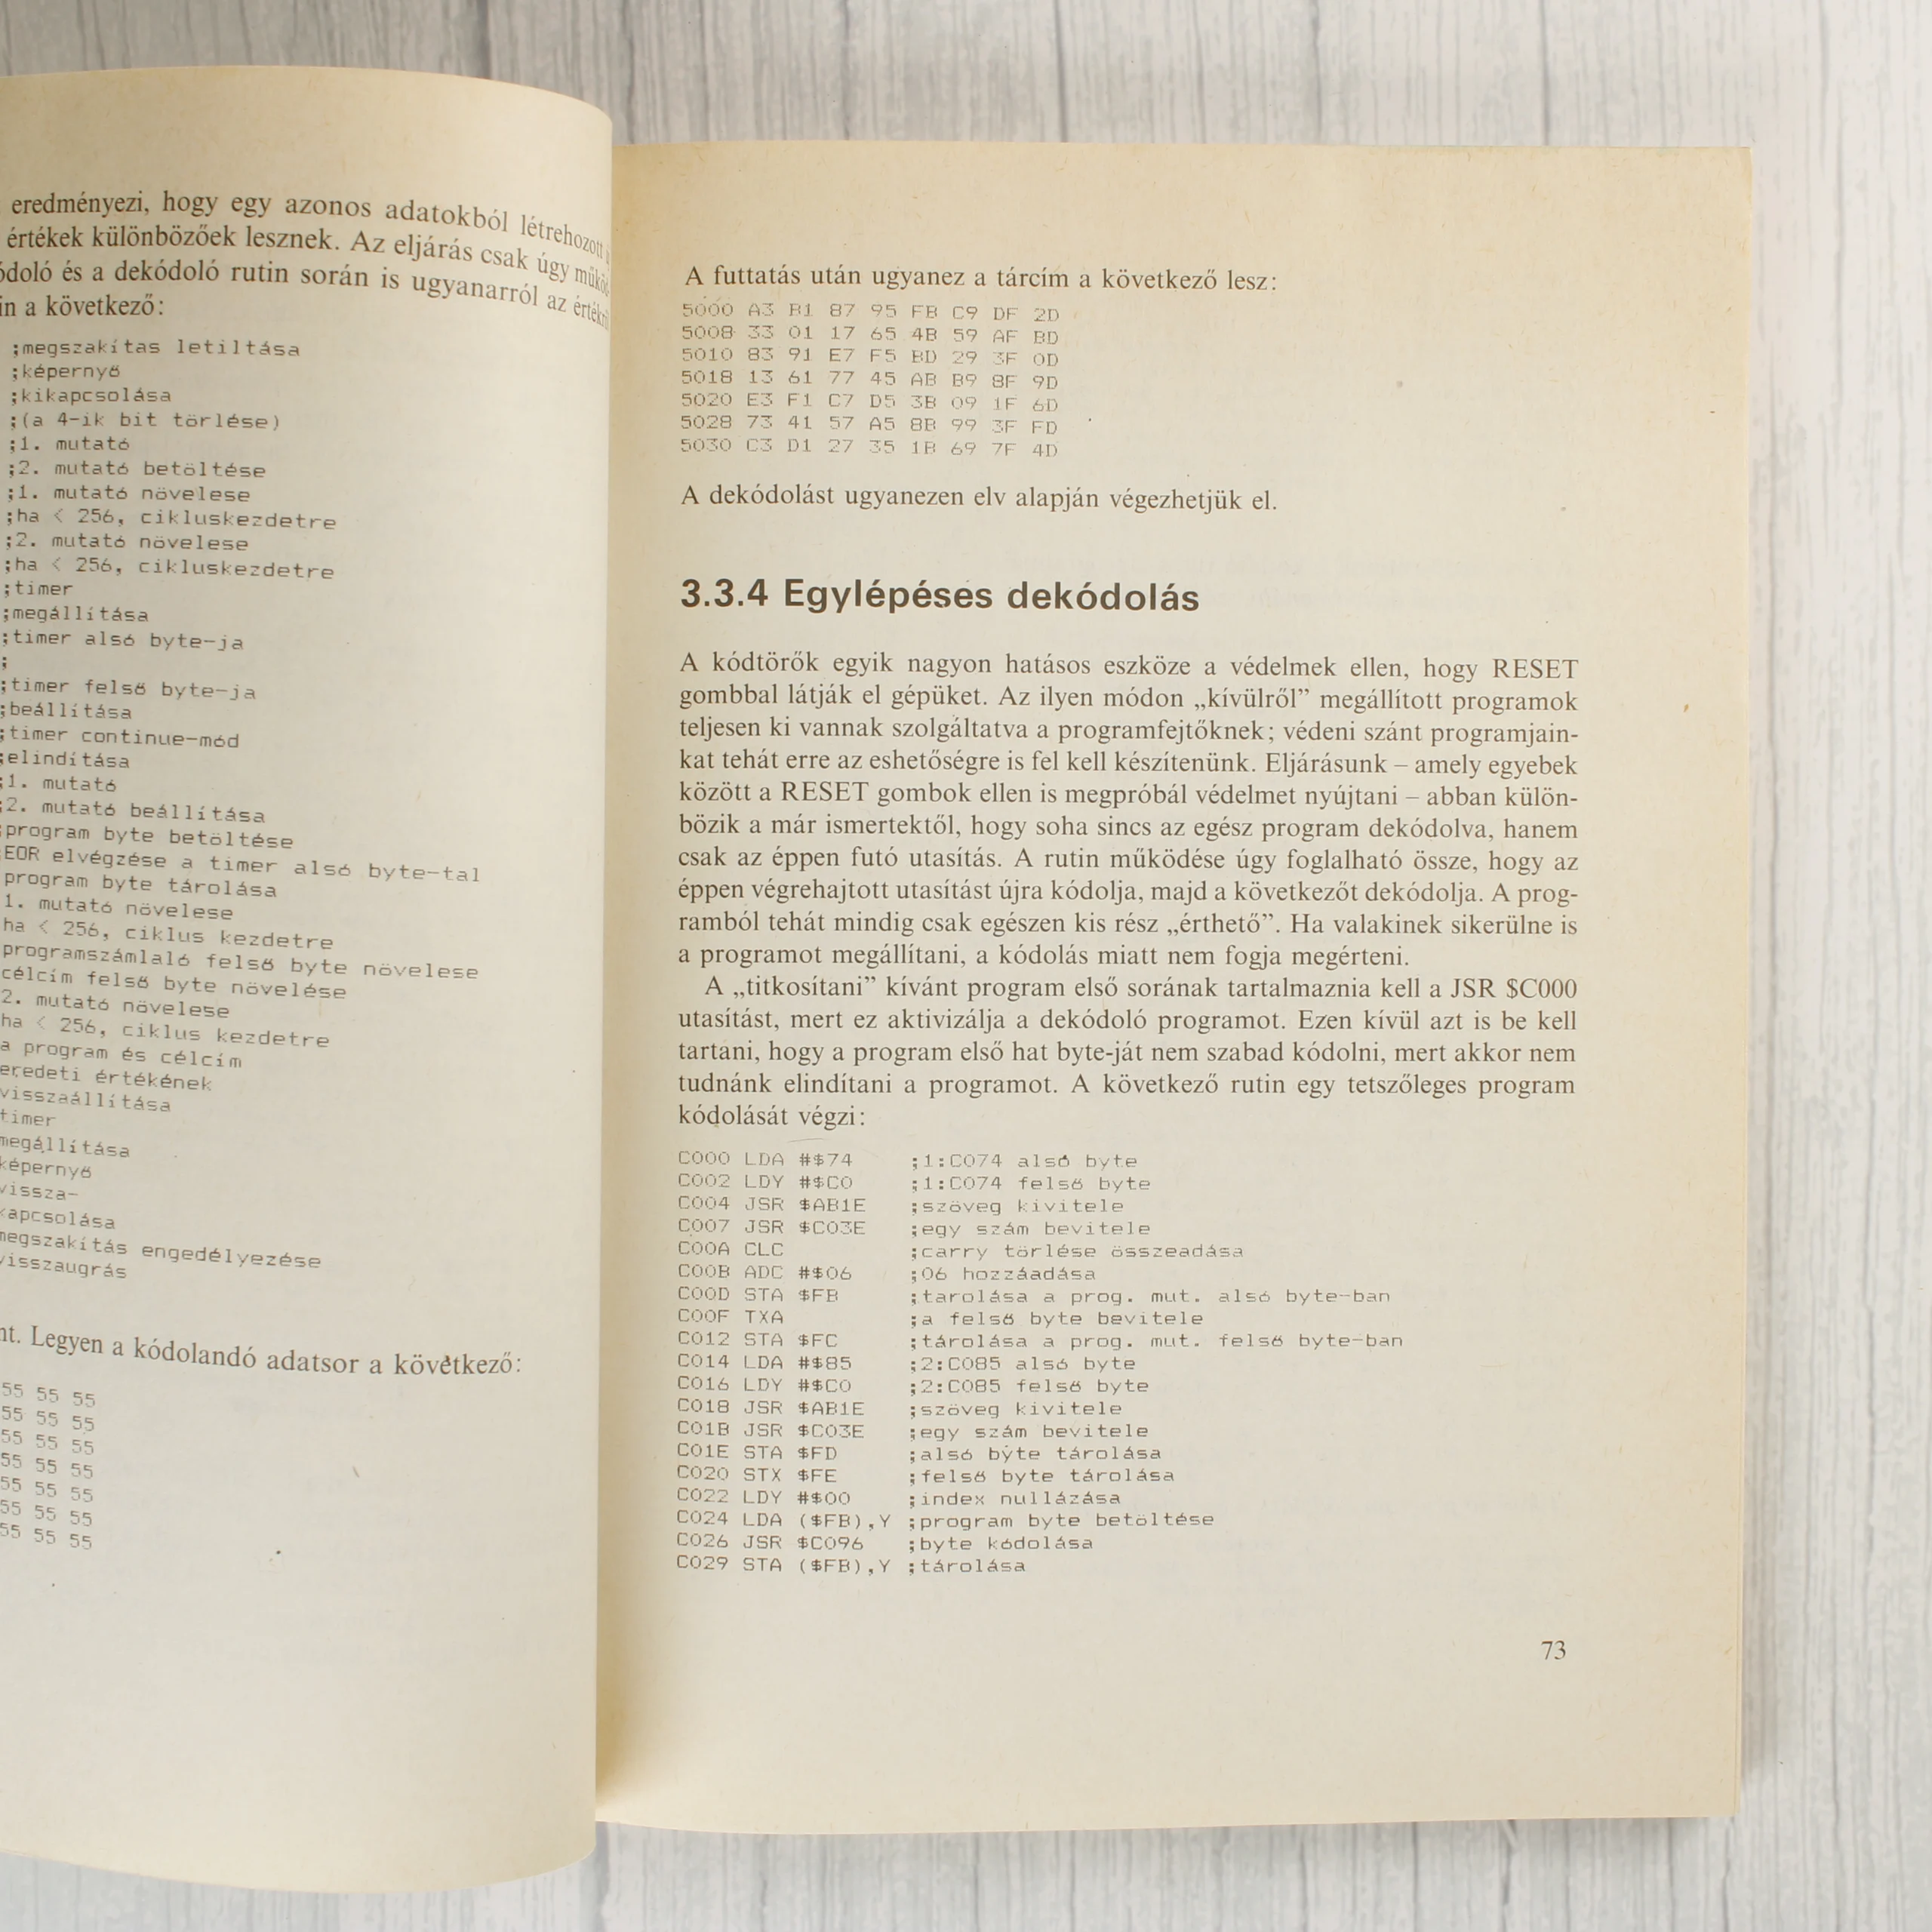 eredményezi, hogy egy azonos adatokból létrehozott
értékek különbözőek lesznek. Az eljárás csak úgy
ódoló és a dekódoló rutin során is ugyanarról az
in a következő:
;megszakítas letiltása
;képernyő
;kikapcsolása
;(a 4-ik bit törlése)
;1. mutató
;2. mutató betöltése
;1. mutató növelese
;ha < 256, cikluskezdetre
;2. mutató növelese
;ha < 256, cikluskezdetre
;timer
;megállítása
;timer alsó byte-ja
;
;timer felső byte-ja
;beállítása
;timer continue-mód
;elindítása
;1. mutató
;2. mutató beállítása
;program byte betöltése
EOR elvégzése a timer alsó byte-tal
program byte tárolása
1. mutató növelese
ha < 256, ciklus kezdetre
programszámlaló felső byte növelese
célcím felső byte növelése
2. mutató növelese
ha < 256, ciklus kezdetre
a program és célcím
eredeti értékének
visszaállítása
timer
megállítása
képernyő
vissza-
kapcsolása
megszakítás engedélyezése
visszaugrás
nt. Legyen a kódolandó adatsor a következő:
55 55 55
55 55 55
55 55 55
55 55 55
55 55 55
55 55 55
55 55 55
A futtatás után ugyanez a tárcím a következő lesz:
5000 A3 B1 87 95 FB C9 DF 2D
5008 33 01 17 65 4B 59 AF BD
5010 83 91 E7 F5 BD 29 3F 0D
5018 13 61 77 45 AB B9 8F 9D
5020 E3 F1 C7 D5 3B 09 1F 6D
5028 73 41 57 A5 8B 99 3F FD
5030 C3 D1 27 35 1B 69 7F 4D
A dekódolást ugyanezen elv alapján végezhetjük el.
3.3.4 Egylépéses dekódolás
A kódtörők egyik nagyon hatásos eszköze a védelmek ellen, hogy RESET
gombbal látják el gépüket. Az ilyen módon „kívülről” megállított programok
teljesen ki vannak szolgáltatva a programfejtőknek; védeni szánt programjain-
kat tehát erre az eshetőségre is fel kell készítenünk. Eljárásunk – amely egyebek
között a RESET gombok ellen is megpróbál védelmet nyújtani – abban külön-
bözik a már ismertektől, hogy soha sincs az egész program dekódolva, hanem
csak az éppen futó utasítás. A rutin működése úgy foglalható össze, hogy az
éppen végrehajtott utasítást újra kódolja, majd a következőt dekódolja. A prog-
ramból tehát mindig csak egészen kis rész „érthető”. Ha valakinek sikerülne is
a programot megállítani, a kódolás miatt nem fogja megérteni.
A „titkosítani” kívánt program első sorának tartalmaznia kell a JSR $C000
utasítást, mert ez aktivizálja a dekódoló programot. Ezen kívül azt is be kell
tartani, hogy a program első hat byte-ját nem szabad kódolni, mert akkor nem
tudnánk elindítani a programot. A következő rutin egy tetszőleges program
kódolását végzi:
C000 LDA #$74 ;1:C074 alsó byte
C002 LDY #$C0 ;1:C074 felső byte
C004 JSR $AB1E ;szöveg kivitele
C007 JSR $C03E ;egy szám bevitele
C00A CLC ;carry törlése összeadása
C00B ADC #$06 ;06 hozzáadása
C00D STA $FB ;tarolása a prog. mut. alsó byte-ban
C00F TXA ;a felső byte bevitele
C012 STA $FC ;tárolása a prog. mut. felső byte-ban
C014 LDA #$85 ;2:C085 alsó byte
C016 LDY #$C0 ;2:C085 felső byte
C018 JSR $AB1E ;szöveg kivitele
C01B JSR $C03E ;egy szám bevitele
C01E STA $FD ;alsó byte tárolása
C020 STX $FE ;felső byte tárolása
C022 LDY #$00 ;index nullázása
C024 LDA ($FB),Y ;program byte betöltése
C026 JSR $C096 ;byte kódolása
C029 STA ($FB),Y ;tárolása
73